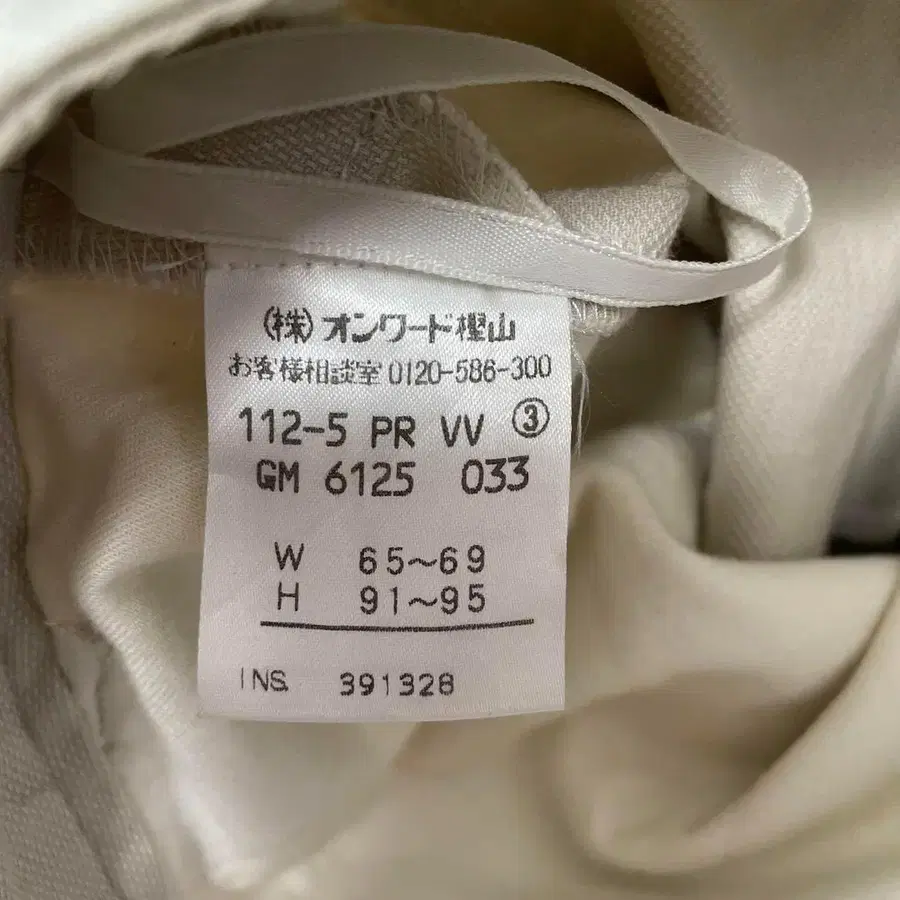 (株)オンワード樫山
お客様相談室 0120-586-300
112-5 PR VV ③
GM 6125 033
W 65~69
H 91~95
INS. 391328